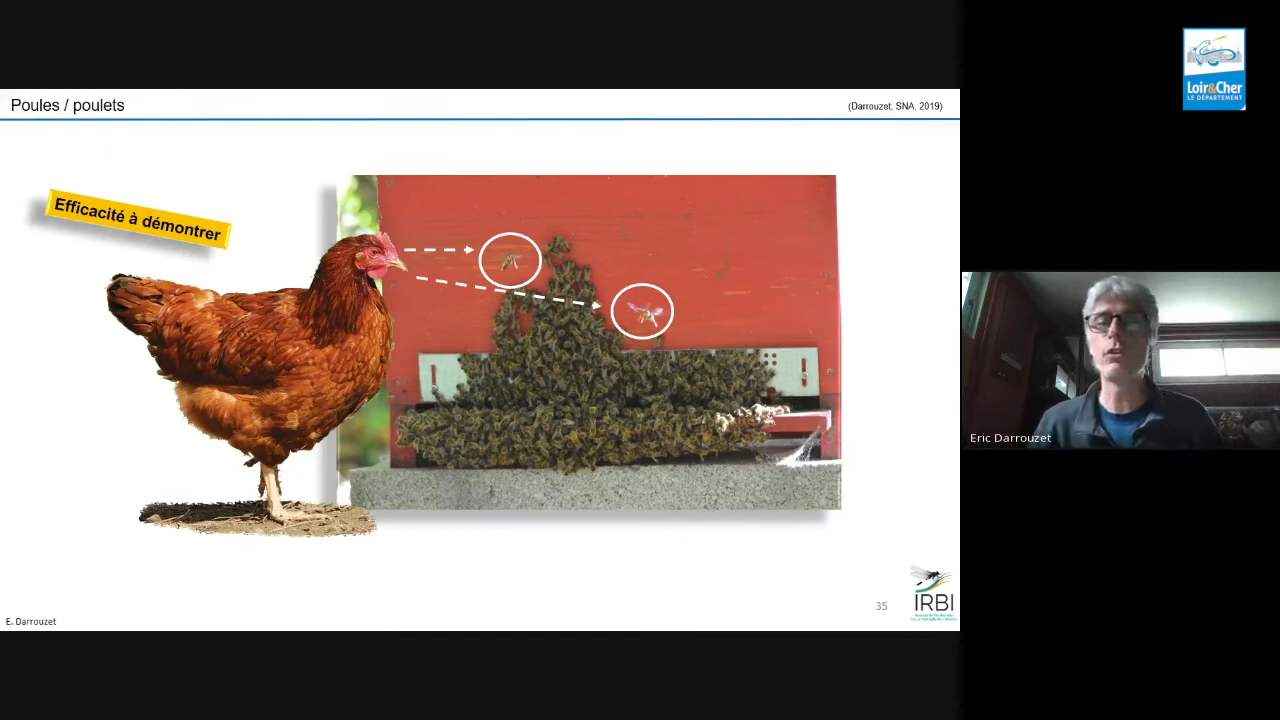 Poules / poulets
(Darrouzet, SNA, 2019)
Efficacité à démontrer
35
IRBI
E. Darrouzet
Loir&Cher
LE DÉPARTEMENT
Eric Darrouzet